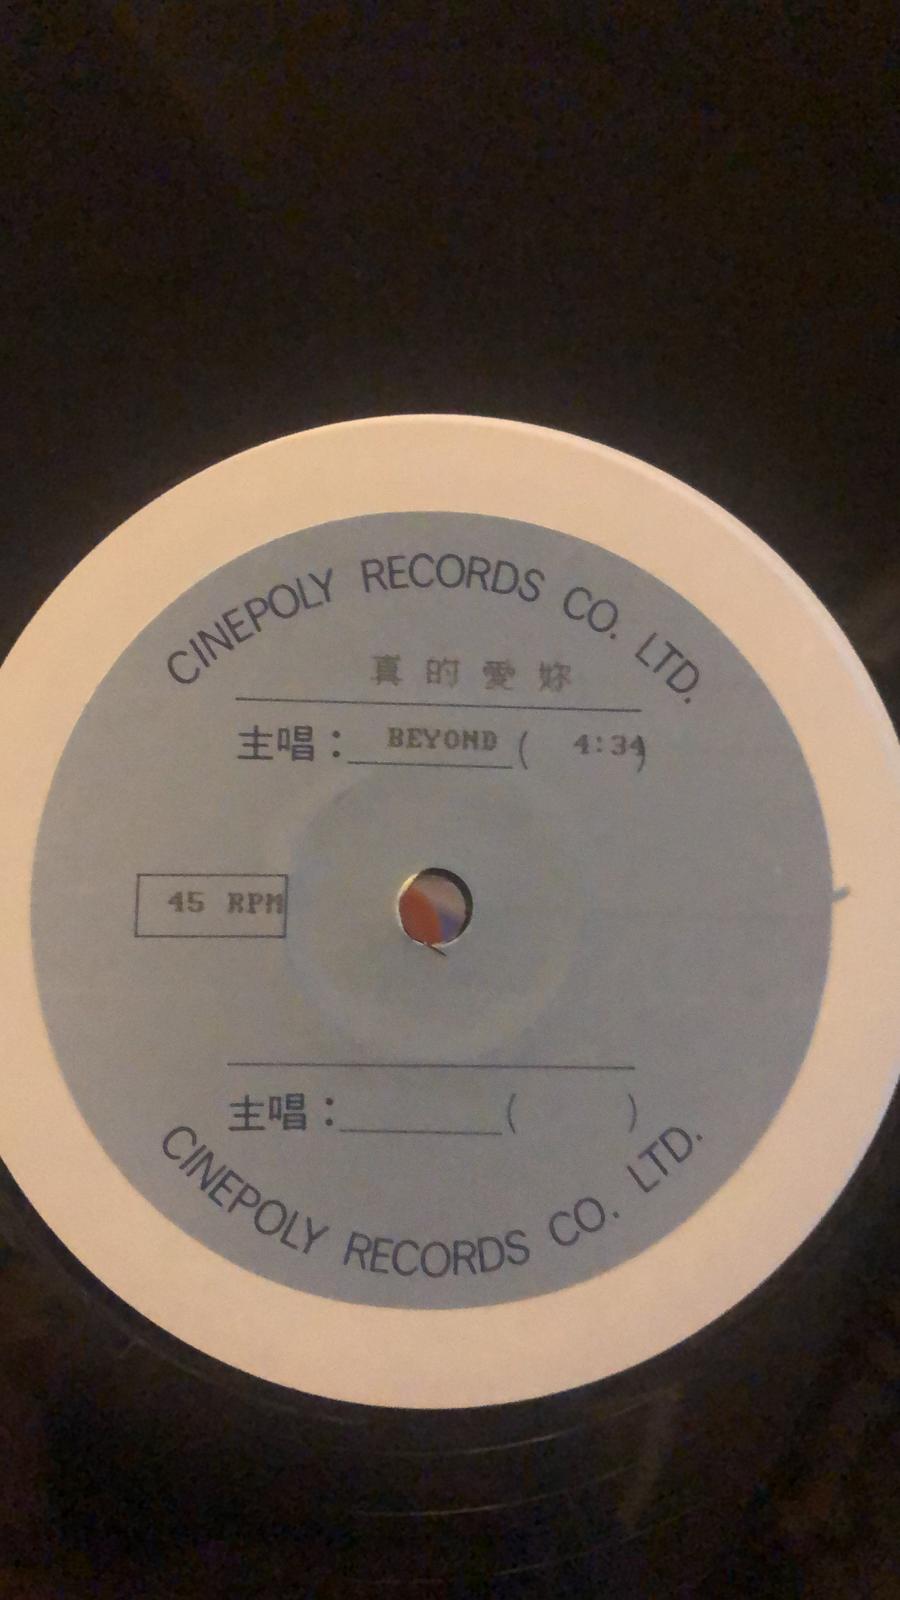 CINEPOLY RECORDS CO. LTD.
真的愛妳
主唱：BEYOND ( 4:34)
45 RPM
主唱： ( )
CINEPOLY RECORDS CO. LTD.